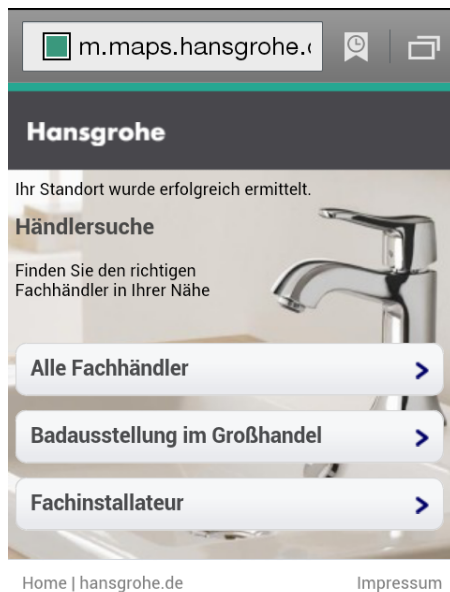 m.maps.hansgrohe.
Hansgrohe
Ihr Standort wurde erfolgreich ermittelt.
Händlersuche
Finden Sie den richtigen
Fachhändler in Ihrer Nähe
Alle Fachhändler
Badausstellung im Großhandel
Fachinstallateur
Home | hansgrohe.de Impressum